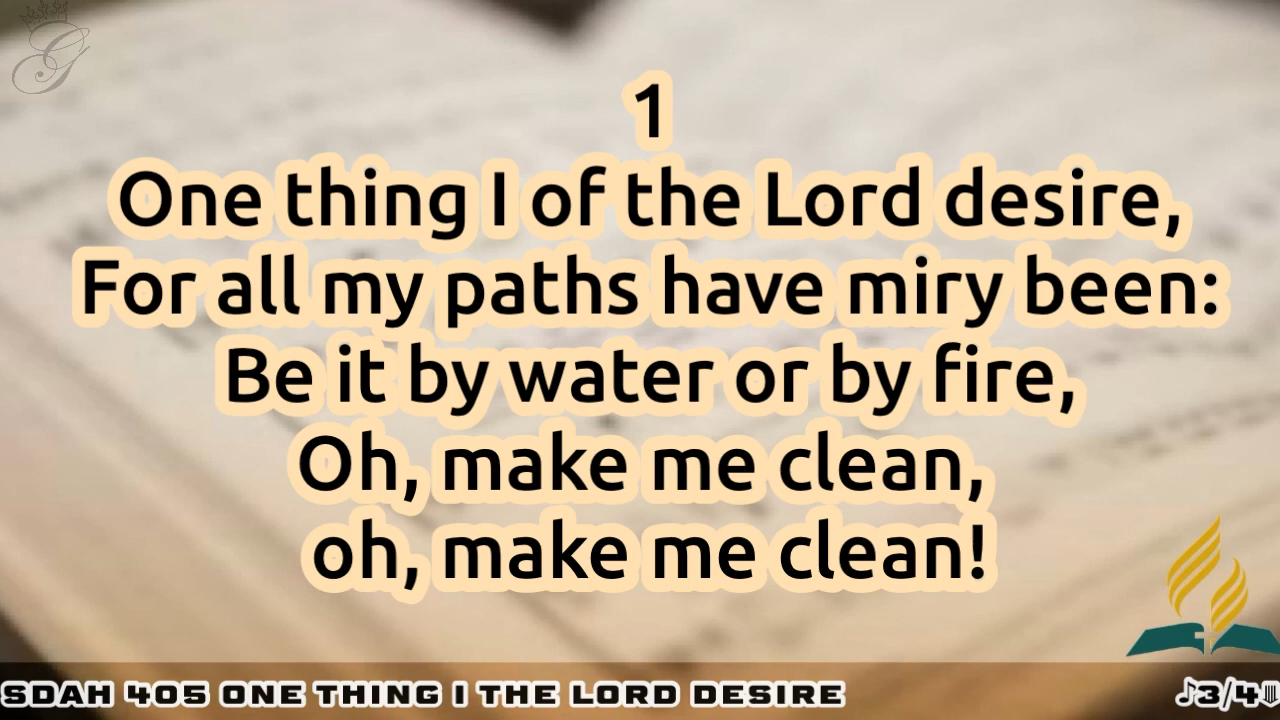 G
1
One thing I of the Lord desire,
For all my paths have miry been:
Be it by water or by fire,
Oh, make me clean,
oh, make me clean!
SDAH 405 ONE THING I THE LORD DESIRE
♪3/4